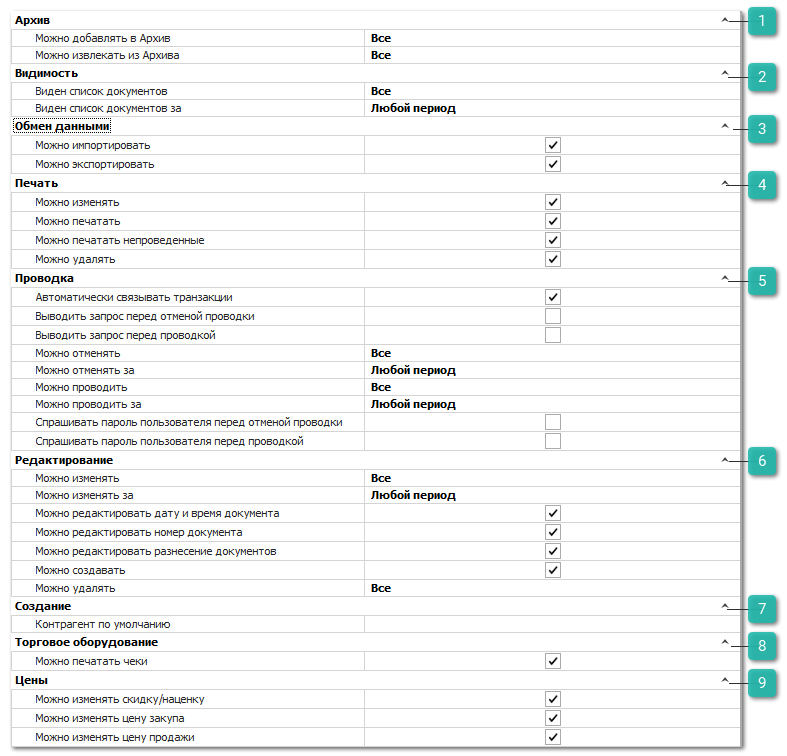 Архив 1
Можно добавлять в Архив Все
Можно извлекать из Архива Все
Видимость 2
Виден список документов Все
Виден список документов за Любой период
Обмен данными 3
Можно импортировать
Можно экспортировать
Печать 4
Можно изменять
Можно печатать
Можно печатать непроведенные
Можно удалять
Проводка 5
Автоматически связывать транзакции
Выводить запрос перед отменой проводки
Выводить запрос перед проводкой
Можно отменять Все
Можно отменять за Любой период
Можно проводить Все
Можно проводить за Любой период
Спрашивать пароль пользователя перед отменой проводки
Спрашивать пароль пользователя перед проводкой
Редактирование 6
Можно изменять Все
Можно изменять за Любой период
Можно редактировать дату и время документа
Можно редактировать номер документа
Можно редактировать разнесение документов
Можно создавать
Можно удалять Все
Создание 7
Контрагент по умолчанию
Торговое оборудование 8
Можно печатать чеки
Цены 9
Можно изменять скидку/наценку
Можно изменять цену закупа
Можно изменять цену продажи